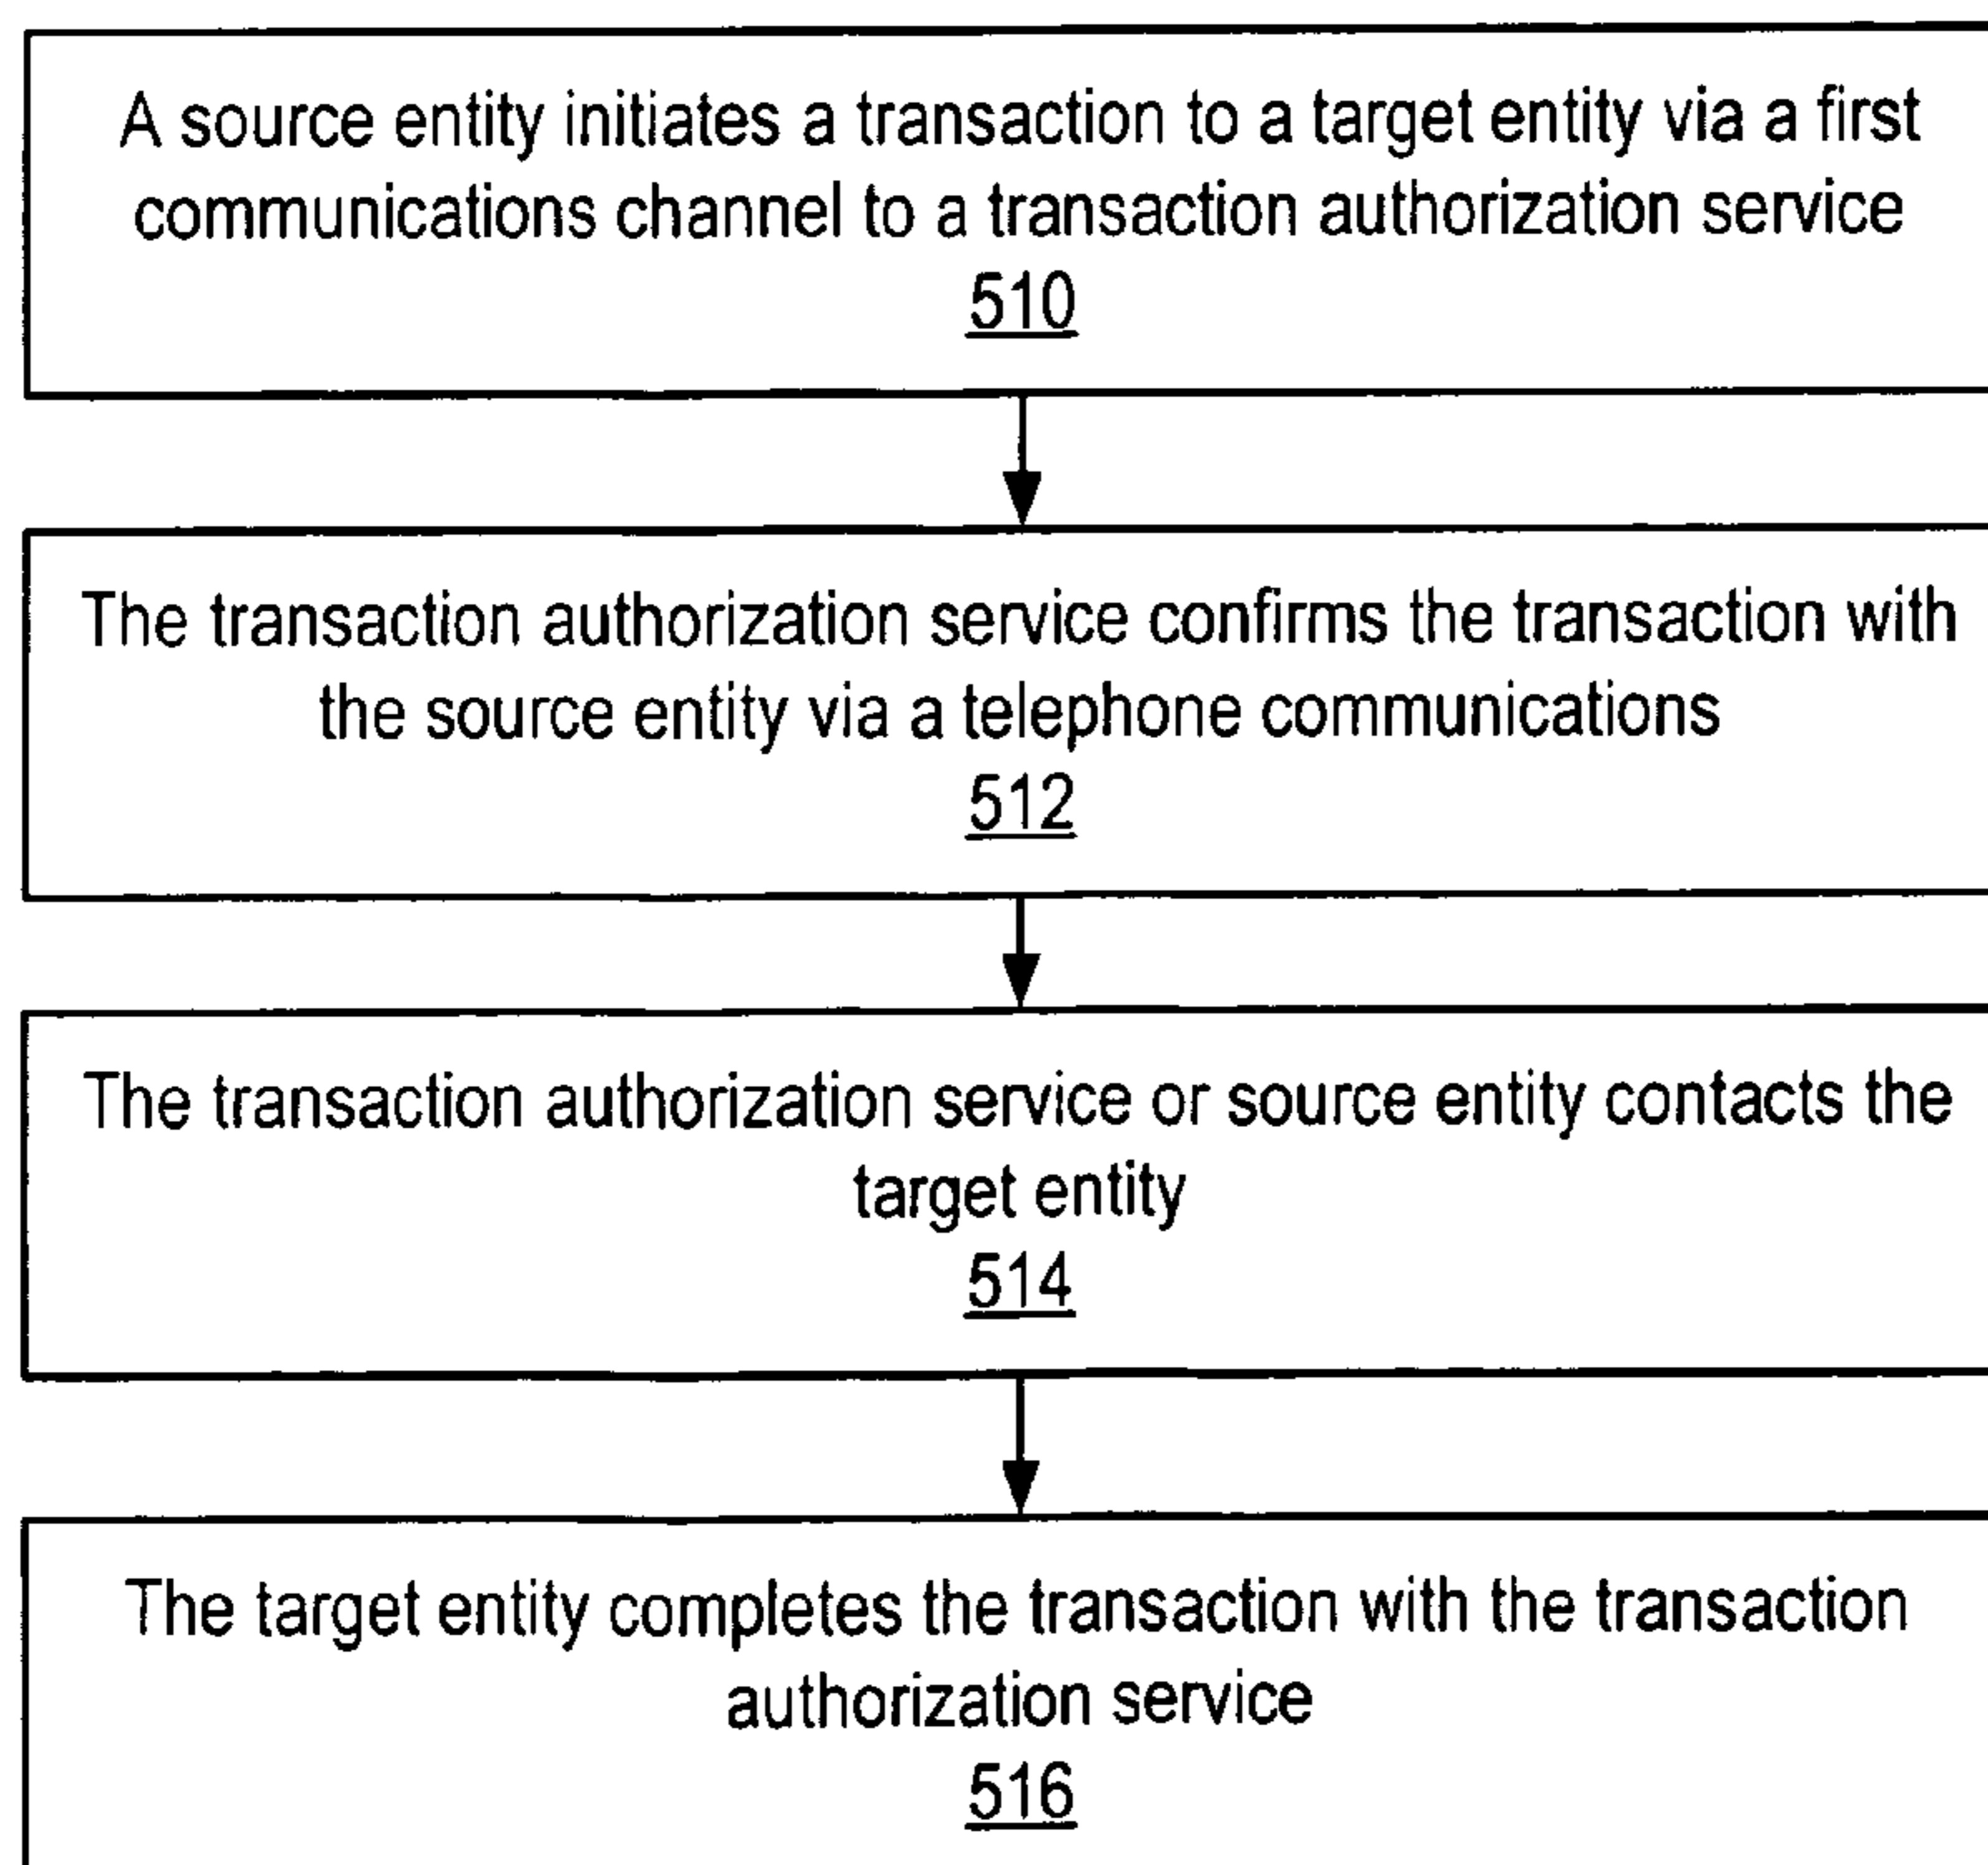 A source entity initiates a transaction to a target entity via a first
communications channel to a transaction authorization service
510
The transaction authorization service confirms the transaction with
the source entity via a telephone communications
512
The transaction authorization service or source entity contacts the
target entity
514
The target entity completes the transaction with the transaction
authorization service
516